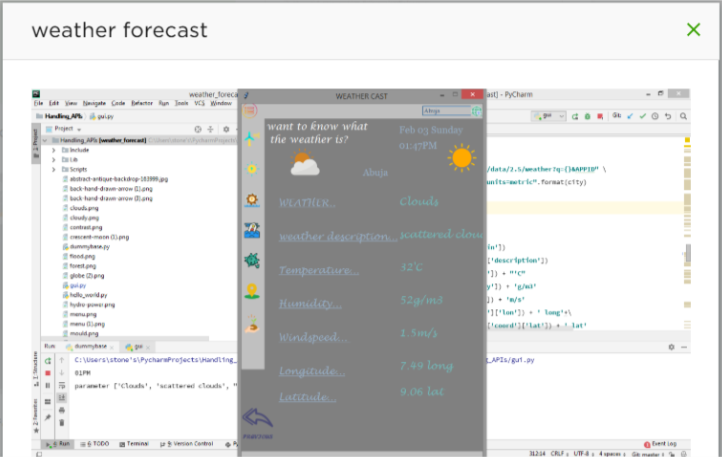 weather forecast
weather_foreca
WEATHER CAST
ast] - PyCharm
File Edit View Navigate Code Refactor Run Tools VCS Window
Handling_APIs gui.py
gui
Git:
Project
Handling_APIs [weather_forecast]
Include
Lib
Scripts
abstract-antique-backdrop-163999.jpg
back-hand-drawn-arrow (1).png
back-hand-drawn-arrow (2).png
clouds.png
cloudy.png
contrast.png
crescent-moon (1).png
dummybase.py
flood.png
forest.png
globe (2).png
gui.py
hello_world.py
hydro-power.png
menu.png
menu (1).png
mould.png
Abuja
want to know what
the weather is?
Feb 03 Sunday
01:47PM
Abuja
WEATHER... Clouds
weather description... scattered clou
Temperature... 32°C
Humidity... 52g/m3
Windspeed... 1.5m/s
Longitude... 7.49 long
Latitude... 9.06 lat
/data/2.5/weather?q={}&APPID" \
units=metric".format(city)
in'])
['description'])
']) + "°C"
y']) + 'g/m3'
']) + 'm/s'
']['lon']) + ' long'+\
['coord']['lat']) + ' lat'
Run: dummybase gui
C:\Users\stone's\PycharmProjects\Handling_
g_APIs/gui.py
01PM
parameter ['Clouds', 'scattered clouds', "
Run 6: TODO Terminal 9: Version Control
Event Log
312:14 CRLF UTF-8 4 spaces Git: master